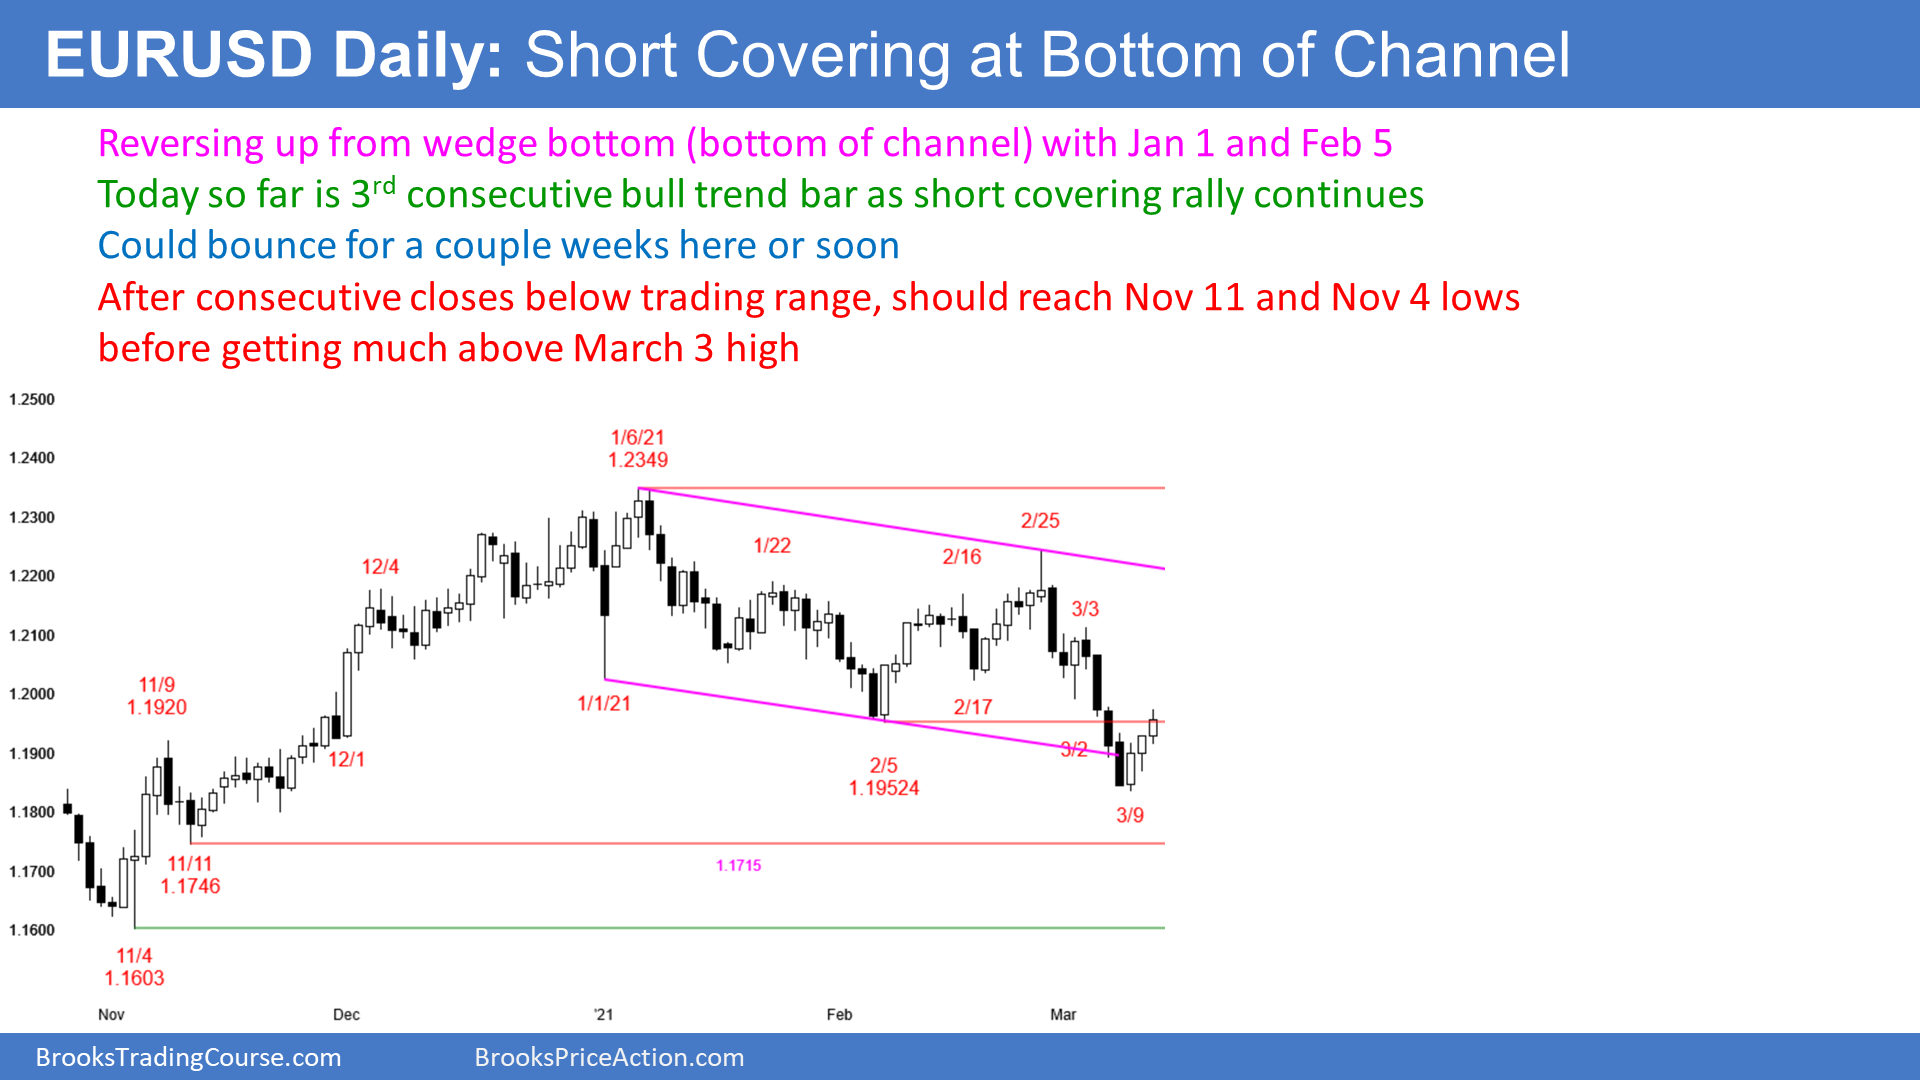 EURUSD Daily: Short Covering at Bottom of Channel
Reversing up from wedge bottom (bottom of channel) with Jan 1 and Feb 5
Today so far is 3rd consecutive bull trend bar as short covering rally continues
Could bounce for a couple weeks here or soon
After consecutive closes below trading range, should reach Nov 11 and Nov 4 lows
before getting much above March 3 high
1.2500
1.2400
1.2300
1.2200
1.2100
1.2000
1.1900
1.1800
1.1700
1.1600
1/6/21
1.2349
2/25
1/22
2/16
12/4
3/3
11/9
1.1920
1/1/21
2/17
12/1
3/2
2/5
1.19524
3/9
11/11
1.1746
1.1715
11/4
1.1603
Nov
Dec
'21
Feb
Mar
BrooksTradingCourse.com
BrooksPriceAction.com